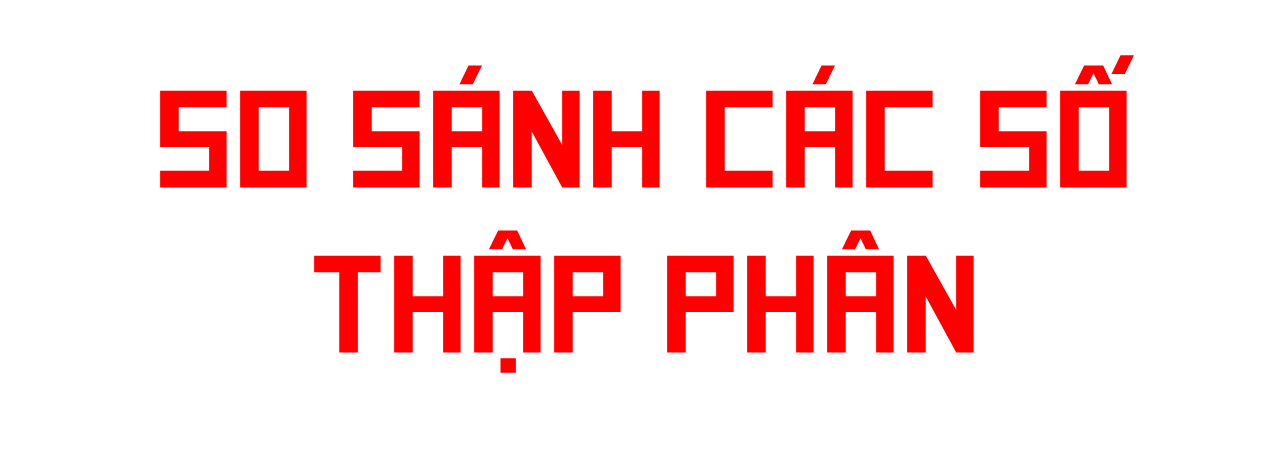 SO SÁNH CÁC SỐ
THẬP PHÂN